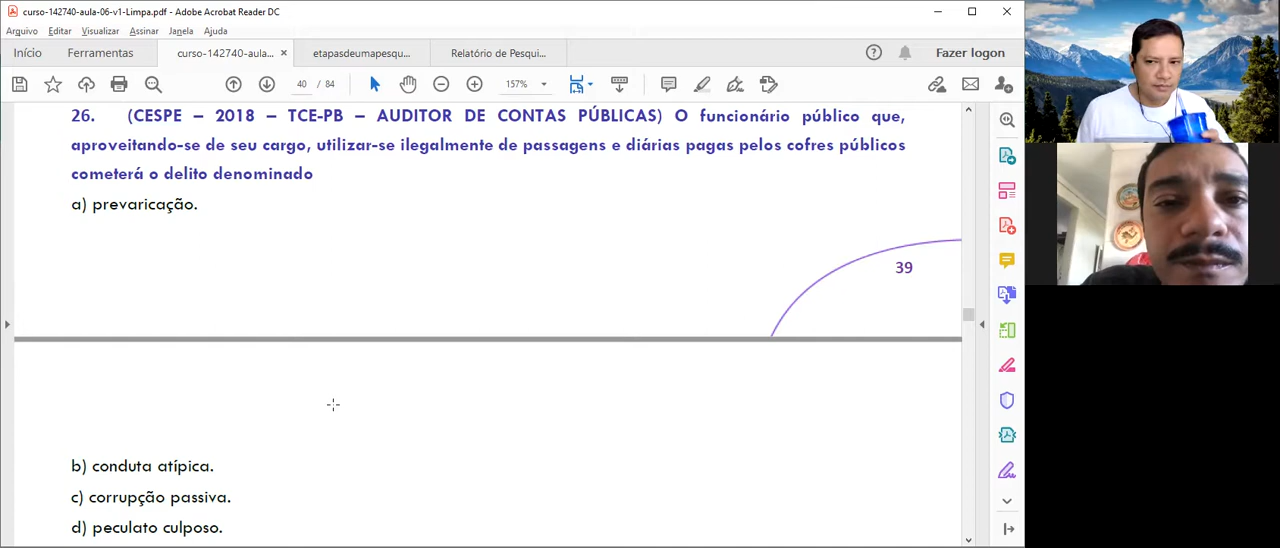 curso-142740-aula-06-v1-Limpa.pdf - Adobe Acrobat Reader DC
Arquivo Editar Visualizar Assinar Janela Ajuda
Início Ferramentas curso-142740-aula... × etapasdeumapesqu... Relatório de Pesqui... Fazer logon
40 / 84 157%
26. (CESPE – 2018 – TCE-PB – AUDITOR DE CONTAS PÚBLICAS) O funcionário público que,
aproveitando-se de seu cargo, utilizar-se ilegalmente de passagens e diárias pagas pelos cofres públicos
cometerá o delito denominado
a) prevaricação.
39
b) conduta atípica.
c) corrupção passiva.
d) peculato culposo.